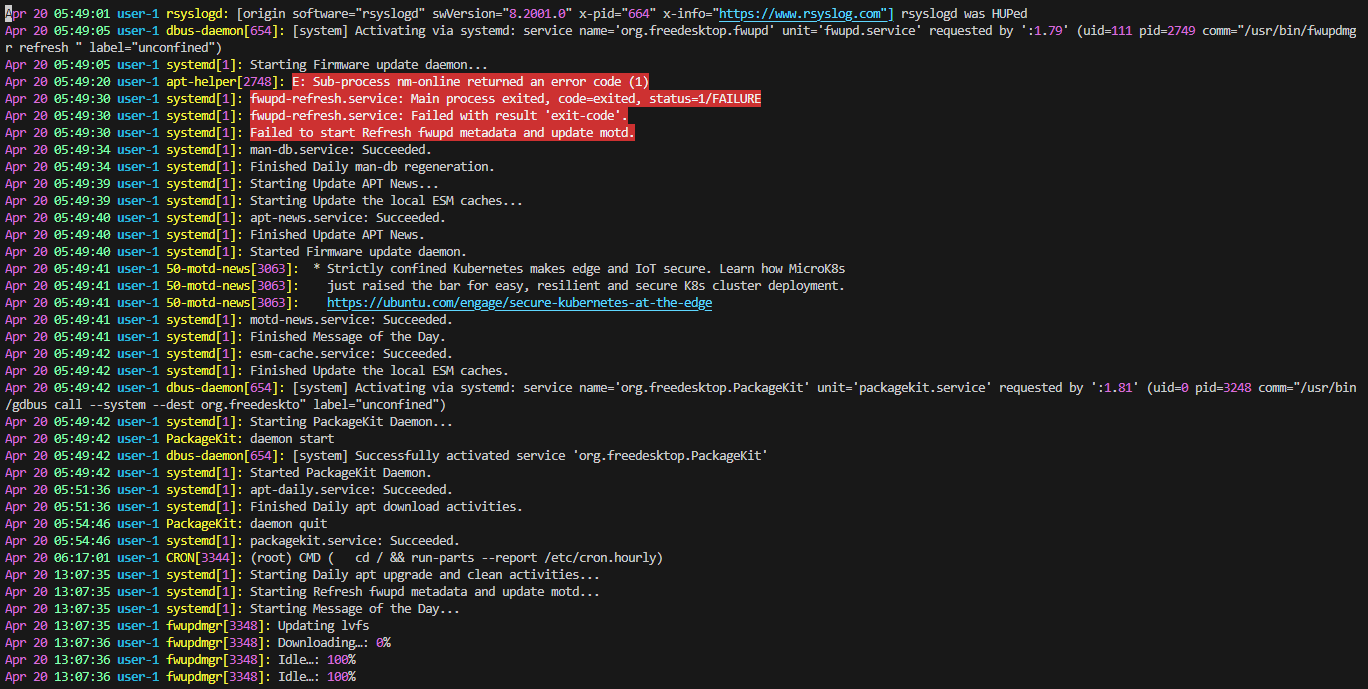 Apr 20 05:49:01 user-1 rsyslogd: [origin software="rsyslogd" swVersion="8.2001.0" x-pid="664" x-info="https://www.rsyslog.com"] rsyslogd was HUPed
Apr 20 05:49:05 user-1 dbus-daemon[654]: [system] Activating via systemd: service name='org.freedesktop.fwupd' unit='fwupd.service' requested by ':1.79' (uid=111 pid=2749 comm="/usr/bin/fwupdmg
r refresh " label="unconfined")
Apr 20 05:49:05 user-1 systemd[1]: Starting Firmware update daemon...
Apr 20 05:49:20 user-1 apt-helper[2748]: E: Sub-process nm-online returned an error code (1)
Apr 20 05:49:30 user-1 systemd[1]: fwupd-refresh.service: Main process exited, code=exited, status=1/FAILURE
Apr 20 05:49:30 user-1 systemd[1]: fwupd-refresh.service: Failed with result 'exit-code'.
Apr 20 05:49:30 user-1 systemd[1]: Failed to start Refresh fwupd metadata and update motd.
Apr 20 05:49:34 user-1 systemd[1]: man-db.service: Succeeded.
Apr 20 05:49:34 user-1 systemd[1]: Finished Daily man-db regeneration.
Apr 20 05:49:39 user-1 systemd[1]: Starting Update APT News...
Apr 20 05:49:39 user-1 systemd[1]: Starting Update the local ESM caches...
Apr 20 05:49:40 user-1 systemd[1]: apt-news.service: Succeeded.
Apr 20 05:49:40 user-1 systemd[1]: Finished Update APT News.
Apr 20 05:49:40 user-1 systemd[1]: Started Firmware update daemon.
Apr 20 05:49:41 user-1 50-motd-news[3063]:  * Strictly confined Kubernetes makes edge and IoT secure. Learn how MicroK8s
Apr 20 05:49:41 user-1 50-motd-news[3063]:    just raised the bar for easy, resilient and secure K8s cluster deployment.
Apr 20 05:49:41 user-1 50-motd-news[3063]:    https://ubuntu.com/engage/secure-kubernetes-at-the-edge
Apr 20 05:49:41 user-1 systemd[1]: motd-news.service: Succeeded.
Apr 20 05:49:41 user-1 systemd[1]: Finished Message of the Day.
Apr 20 05:49:42 user-1 systemd[1]: esm-cache.service: Succeeded.
Apr 20 05:49:42 user-1 systemd[1]: Finished Update the local ESM caches.
Apr 20 05:49:42 user-1 dbus-daemon[654]: [system] Activating via systemd: service name='org.freedesktop.PackageKit' unit='packagekit.service' requested by ':1.81' (uid=0 pid=3248 comm="/usr/bin
/gdbus call --system --dest org.freedeskto" label="unconfined")
Apr 20 05:49:42 user-1 systemd[1]: Starting PackageKit Daemon...
Apr 20 05:49:42 user-1 PackageKit: daemon start
Apr 20 05:49:42 user-1 dbus-daemon[654]: [system] Successfully activated service 'org.freedesktop.PackageKit'
Apr 20 05:49:42 user-1 systemd[1]: Started PackageKit Daemon.
Apr 20 05:51:36 user-1 systemd[1]: apt-daily.service: Succeeded.
Apr 20 05:51:36 user-1 systemd[1]: Finished Daily apt download activities.
Apr 20 05:54:46 user-1 PackageKit: daemon quit
Apr 20 05:54:46 user-1 systemd[1]: packagekit.service: Succeeded.
Apr 20 06:17:01 user-1 CRON[3344]: (root) CMD (   cd / && run-parts --report /etc/cron.hourly)
Apr 20 13:07:35 user-1 systemd[1]: Starting Daily apt upgrade and clean activities...
Apr 20 13:07:35 user-1 systemd[1]: Starting Refresh fwupd metadata and update motd...
Apr 20 13:07:35 user-1 systemd[1]: Starting Message of the Day...
Apr 20 13:07:35 user-1 fwupdmgr[3348]: Updating lvfs
Apr 20 13:07:36 user-1 fwupdmgr[3348]: Downloading…: 0%
Apr 20 13:07:36 user-1 fwupdmgr[3348]: Idle…: 100%
Apr 20 13:07:36 user-1 fwupdmgr[3348]: Idle…: 100%